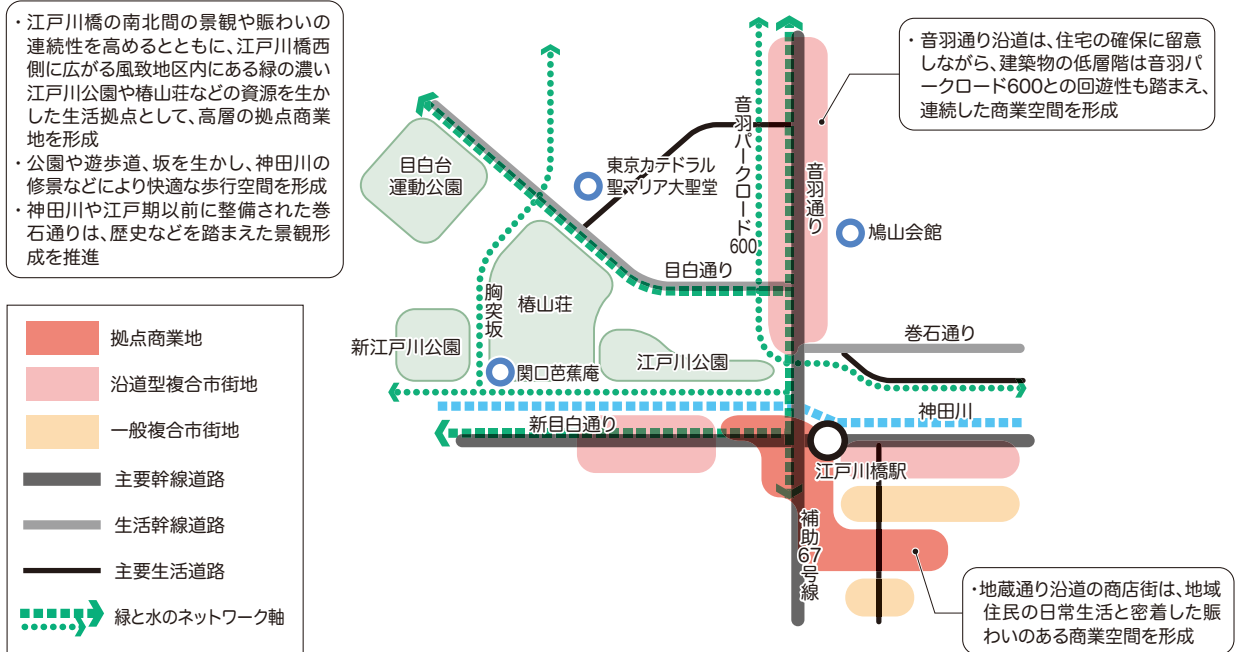 ・江戸川橋の南北間の景観や賑わいの
連続性を高めるとともに、江戸川橋西
側に広がる風致地区内にある緑の濃い
江戸川公園や椿山荘などの資源を生か
した生活拠点として、高層の拠点商業
地を形成
・公園や遊歩道、坂を生かし、神田川の
修景などにより快適な歩行空間を形成
・神田川や江戸期以前に整備された巻
石通りは、歴史などを踏まえた景観形
成を推進
・音羽通り沿道は、住宅の確保に留意
しながら、建築物の低層階は音羽パ
ークロード600との回遊性も踏まえ、
連続した商業空間を形成
目白台
運動公園
東京カテドラル
聖マリア大聖堂
音羽パークロード
600
音羽通り
鳩山会館
目白通り
胸突坂
椿山荘
新江戸川公園
関口芭蕉庵
江戸川公園
巻石通り
神田川
新目白通り
江戸川橋駅
補助67号線
・地蔵通り沿道の商店街は、地域
住民の日常生活と密着した賑
わいのある商業空間を形成
拠点商業地
沿道型複合市街地
一般複合市街地
主要幹線道路
生活幹線道路
主要生活道路
緑と水のネットワーク軸